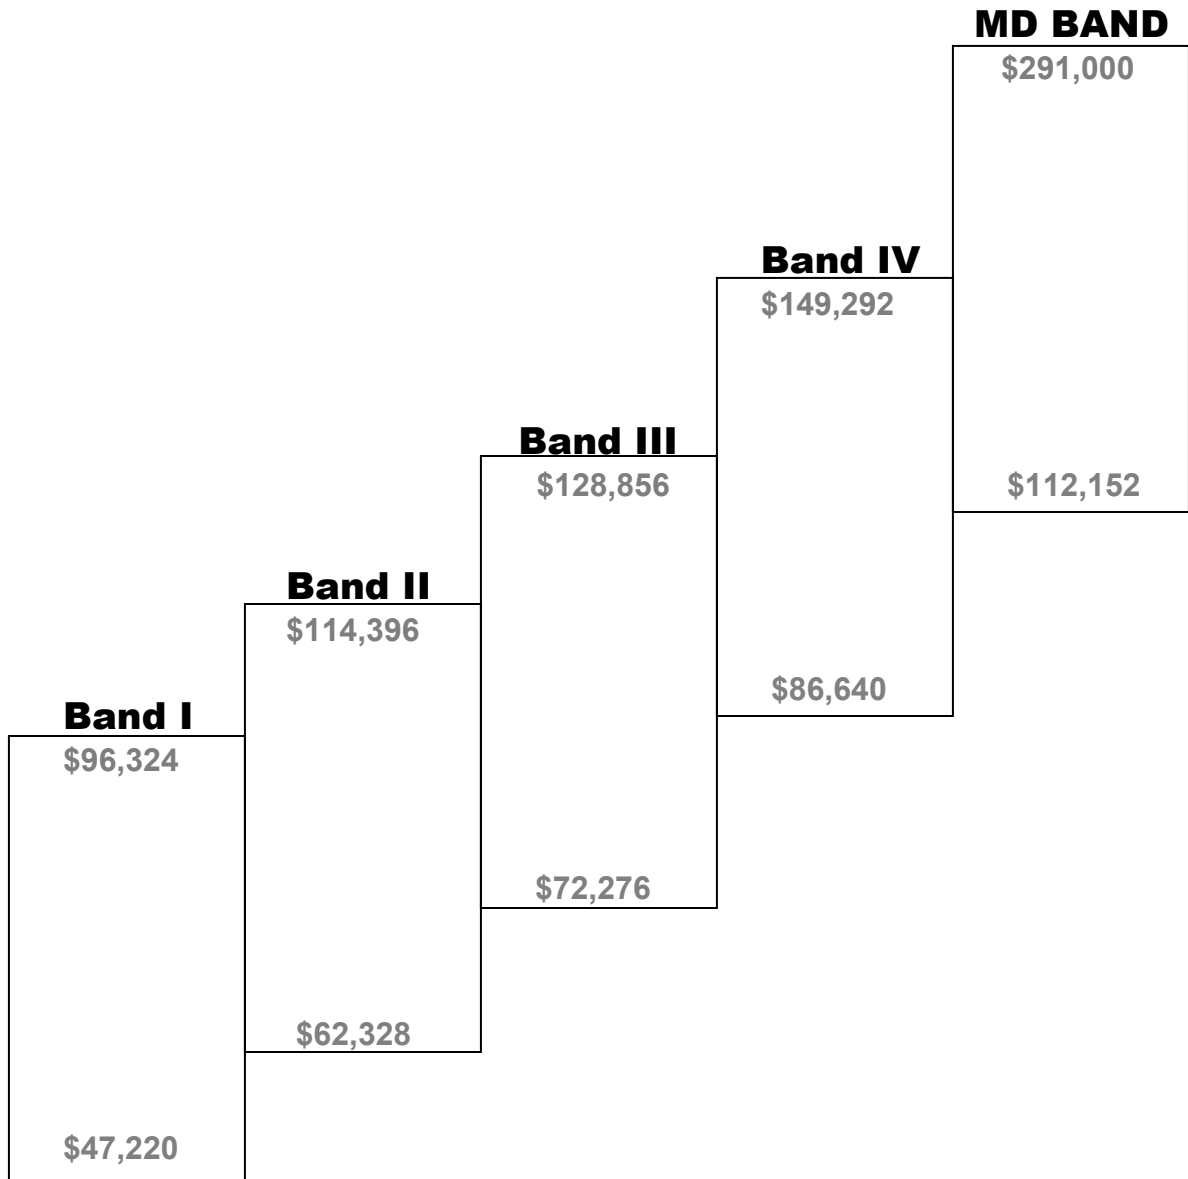 MD BAND
$291,000
Band IV
$149,292
Band III
$128,856
$112,152
Band II
$114,396
$86,640
Band I
$96,324
$72,276
$62,328
$47,220